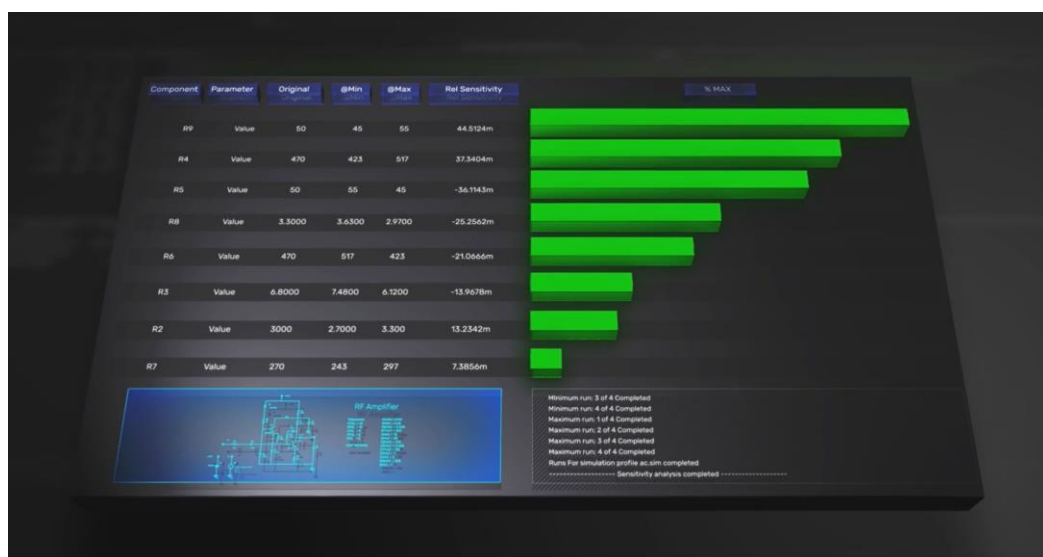 Component Parameter Original @Min @Max Rel Sensitivity % MAX
R9 Value 50 45 55 44.5124m
R4 Value 470 423 517 37.3404m
R5 Value 50 55 45 -36.1143m
R8 Value 3.3000 3.6300 2.9700 -25.2562m
R6 Value 470 517 423 -21.0666m
R3 Value 6.8000 7.4800 6.1200 -13.9678m
R2 Value 3000 2.7000 3.300 13.2342m
R7 Value 270 243 297 7.3856m
RF Amplifier
Minimum run: 3 of 4 Completed
Minimum run: 4 of 4 Completed
Maximum run: 1 of 4 Completed
Maximum run: 2 of 4 Completed
Maximum run: 3 of 4 Completed
Maximum run: 4 of 4 Completed
Runs For simulation profile ac.sim completed
------------------- Sensitivity analysis completed -------------------